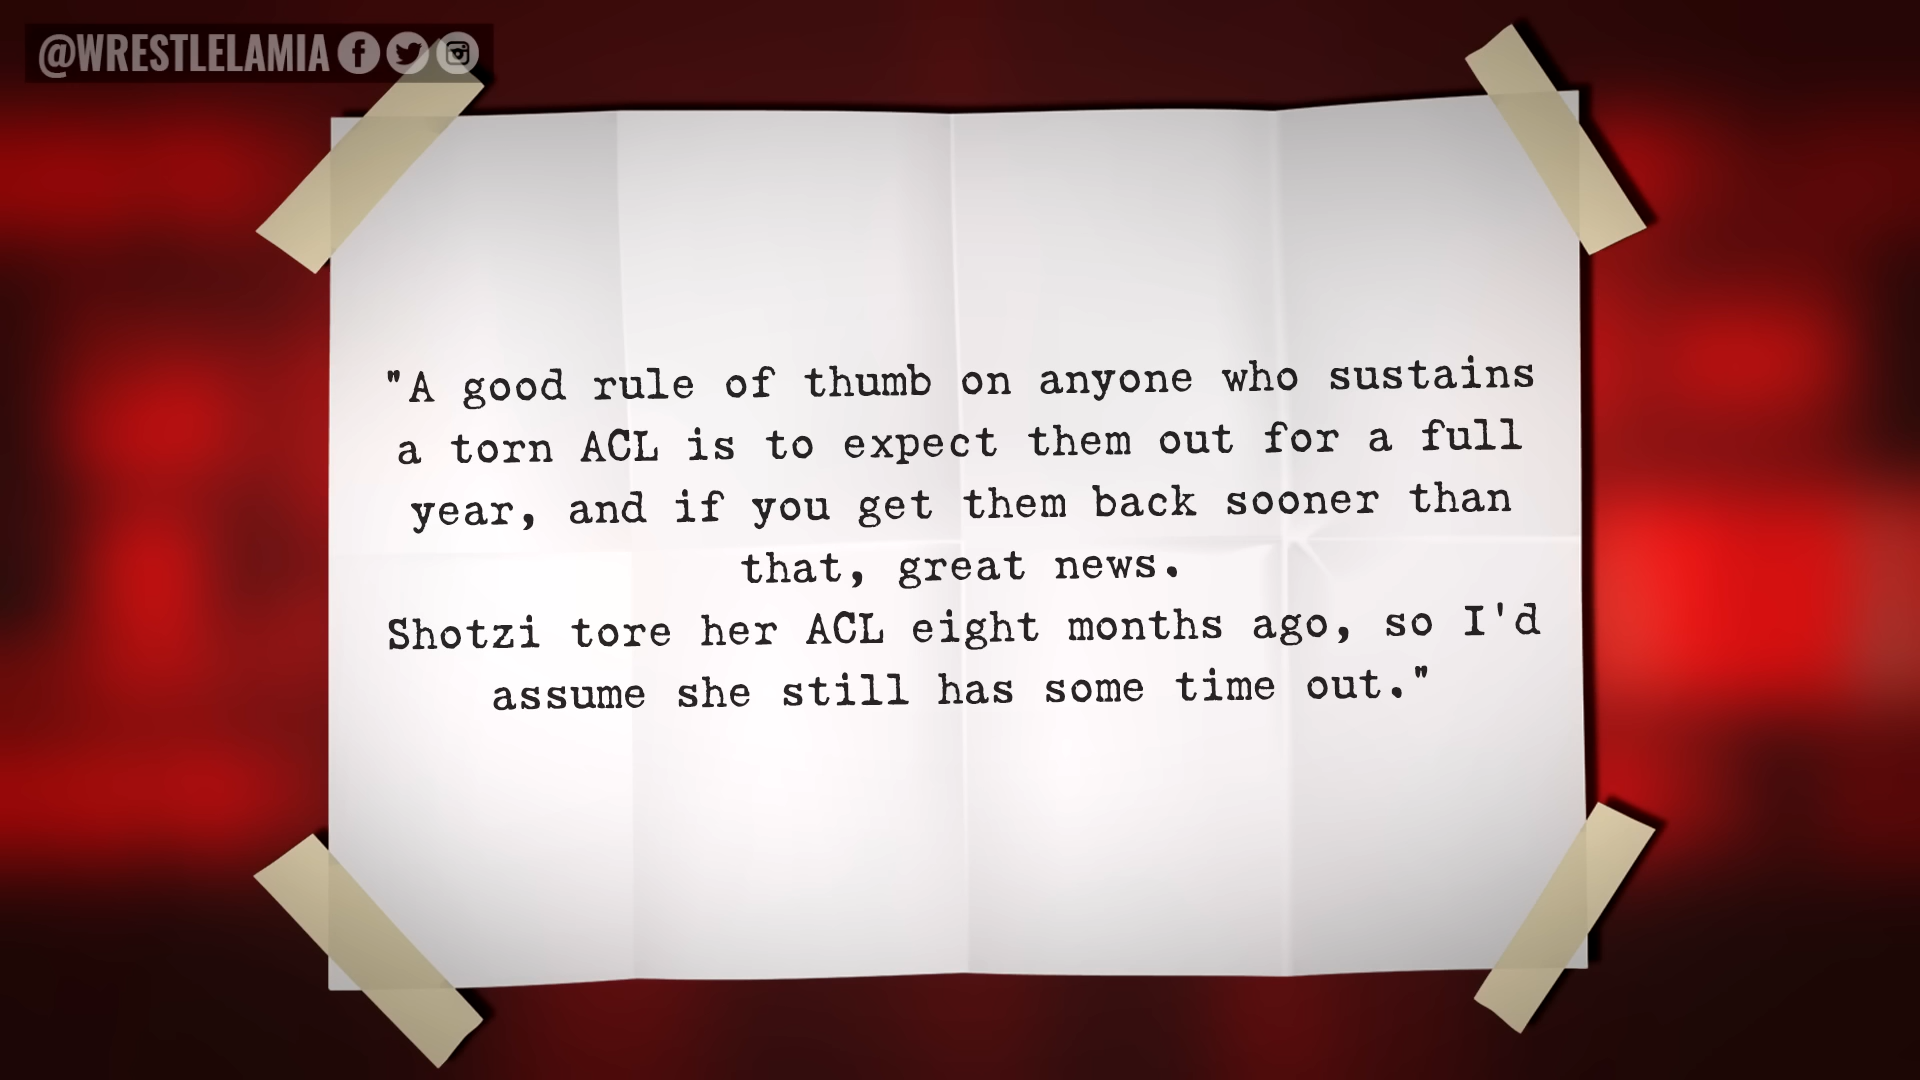 @WRESTLELAMIA
"A good rule of thumb on anyone who sustains
a torn ACL is to expect them out for a full
year, and if you get them back sooner than
that, great news.
Shotzi tore her ACL eight months ago, so I'd
assume she still has some time out."